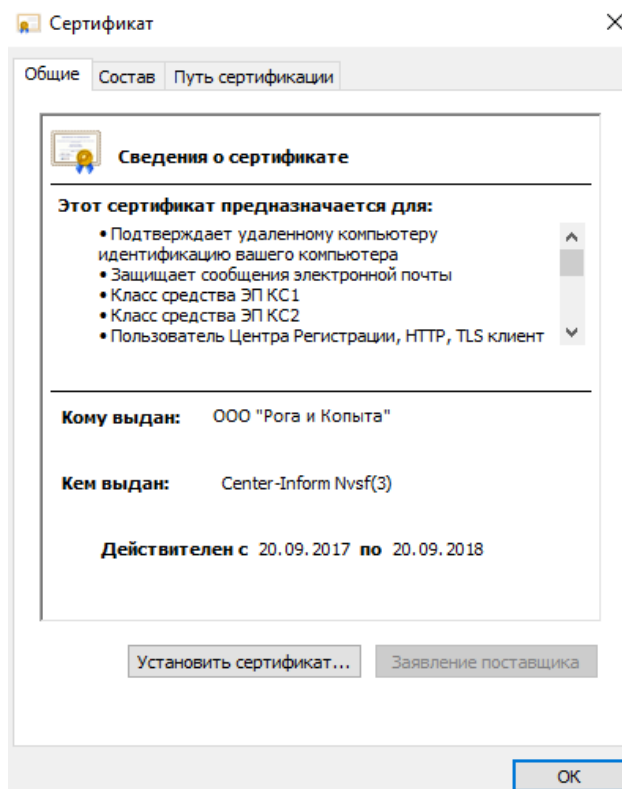 Сертификат
Общие Состав Путь сертификации
Сведения о сертификате
Этот сертификат предназначается для:
• Подтверждает удаленному компьютеру
идентификацию вашего компьютера
• Защищает сообщения электронной почты
• Класс средства ЭП КС1
• Класс средства ЭП КС2
• Пользователь Центра Регистрации, HTTP, TLS клиент
Кому выдан: ООО "Рога и Копыта"
Кем выдан: Center-Inform Nvsf(3)
Действителен с 20.09.2017 по 20.09.2018
Установить сертификат... Заявление поставщика
ОК